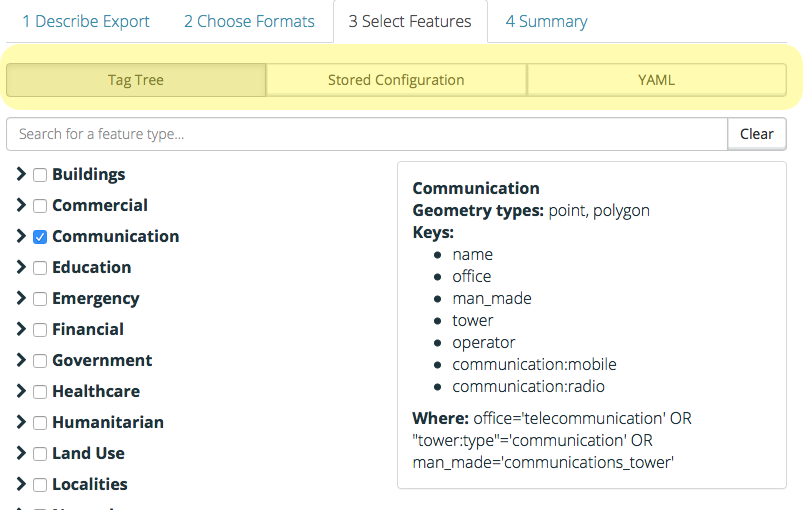 1 Describe Export 2 Choose Formats 3 Select Features 4 Summary
Tag Tree Stored Configuration YAML
Search for a feature type... Clear
Buildings
Commercial
Communication
Education
Emergency
Financial
Government
Healthcare
Humanitarian
Land Use
Localities
Communication
Geometry types: point, polygon
Keys:
name
office
man_made
tower
operator
communication:mobile
communication:radio
Where: office='telecommunication' OR
"tower:type"='communication' OR
man_made='communications_tower'